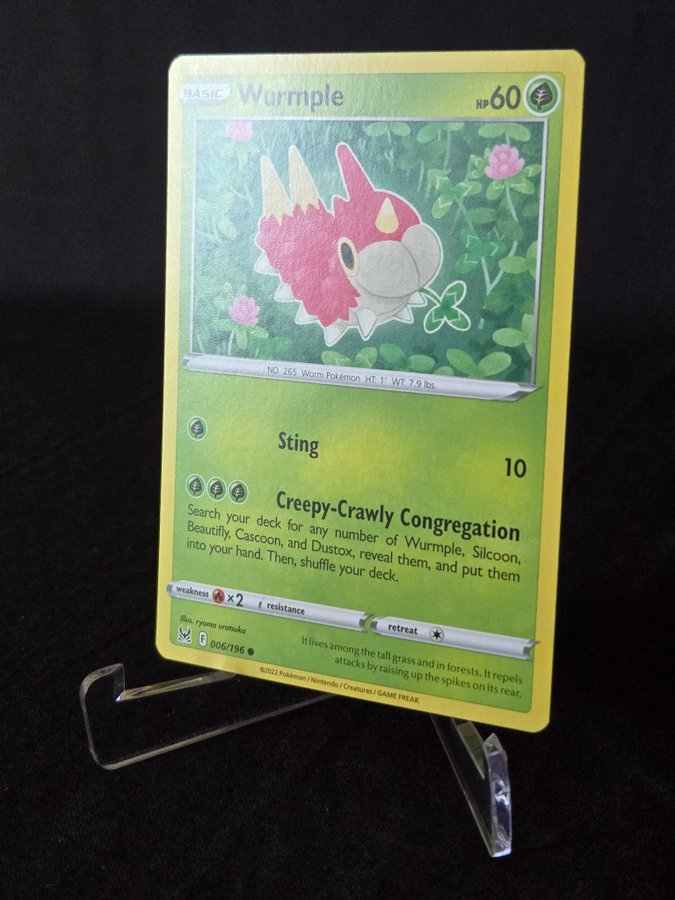 BASIC Wurmple HP 60
NO. 265 Worm Pokémon HT: 1' WT: 7.9 lbs.
Sting 10
Creepy-Crawly Congregation
Search your deck for any number of Wurmple, Silcoon,
Beautifly, Cascoon, and Dustox, reveal them, and put them
into your hand. Then, shuffle your deck.
weakness ×2 resistance retreat
Illus. ryoma uratsuka
F 006/196
It lives among the tall grass and in forests. It repels
attacks by raising up the spikes on its rear.
©2022 Pokémon / Nintendo / Creatures / GAME FREAK